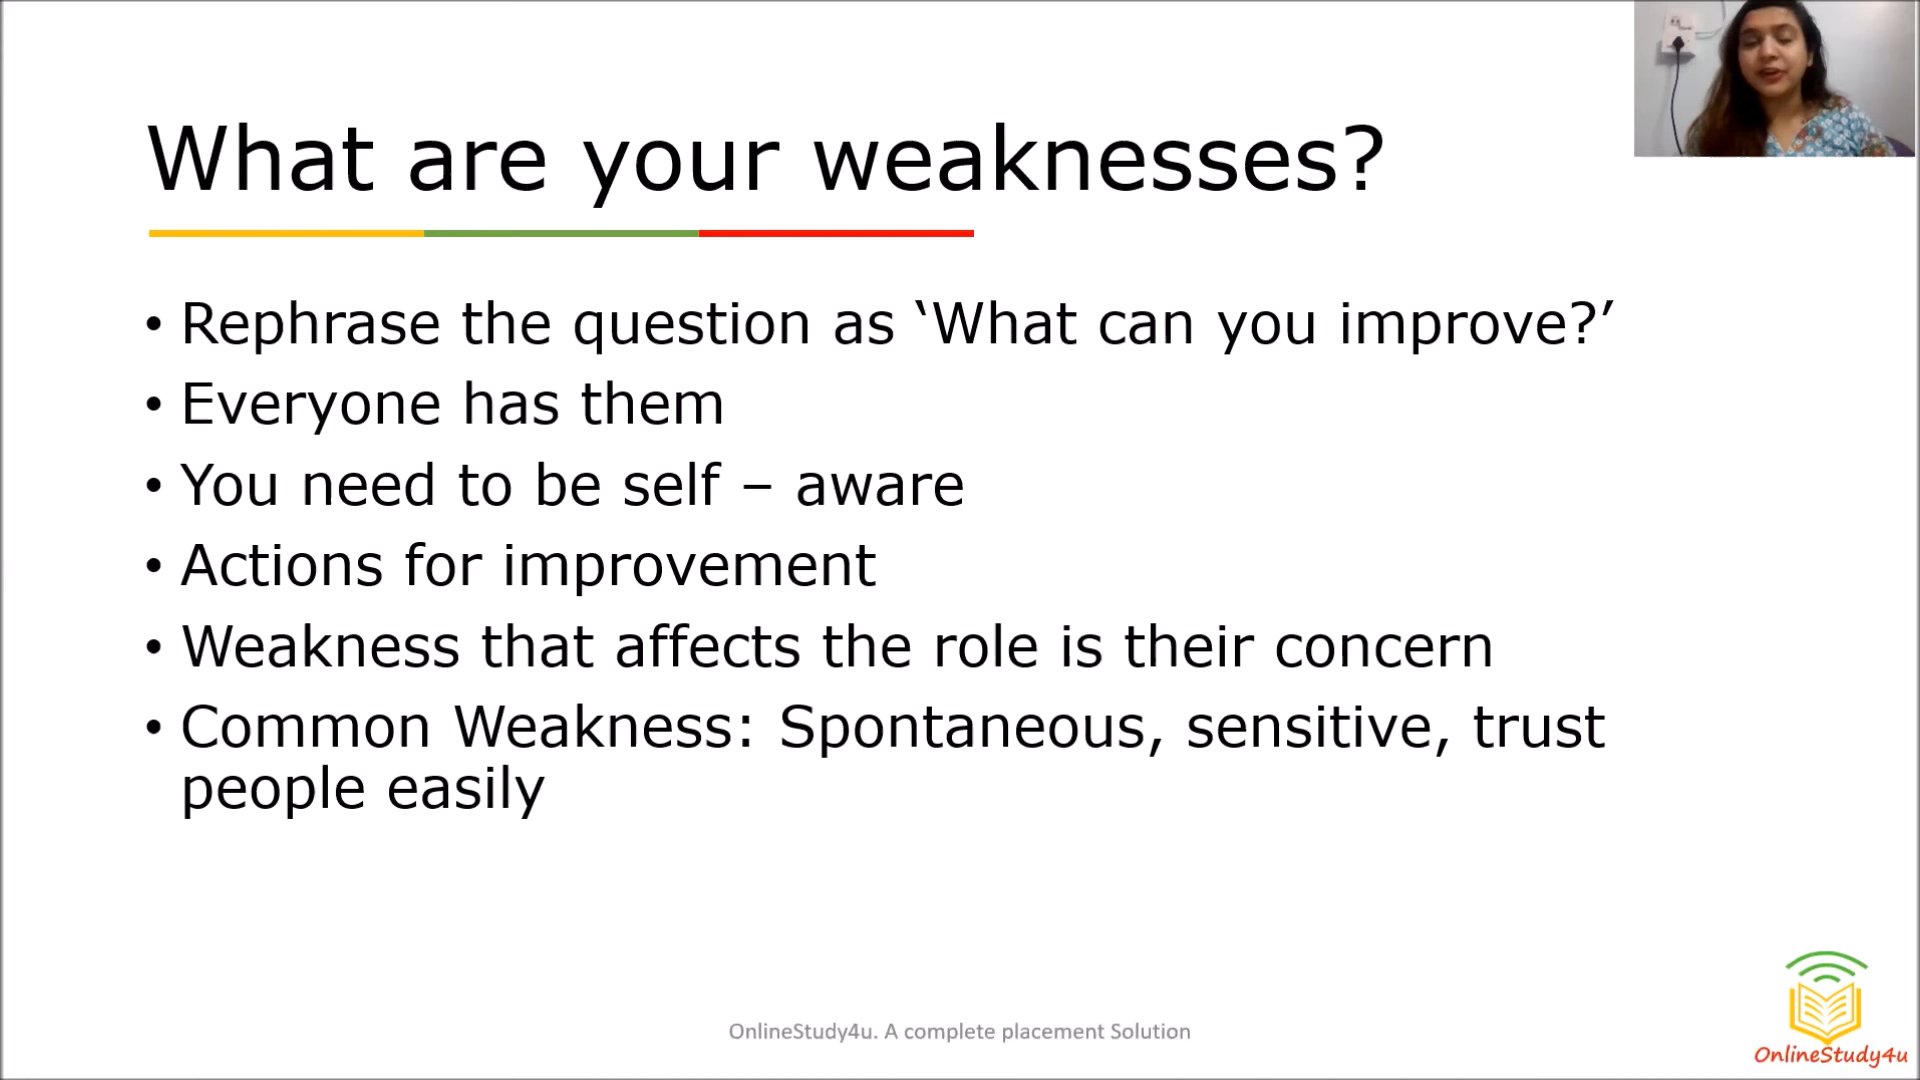 What are your weaknesses?
• Rephrase the question as ‘What can you improve?’
• Everyone has them
• You need to be self – aware
• Actions for improvement
• Weakness that affects the role is their concern
• Common Weakness: Spontaneous, sensitive, trust
people easily
OnlineStudy4u. A complete placement Solution
OnlineStudy4u